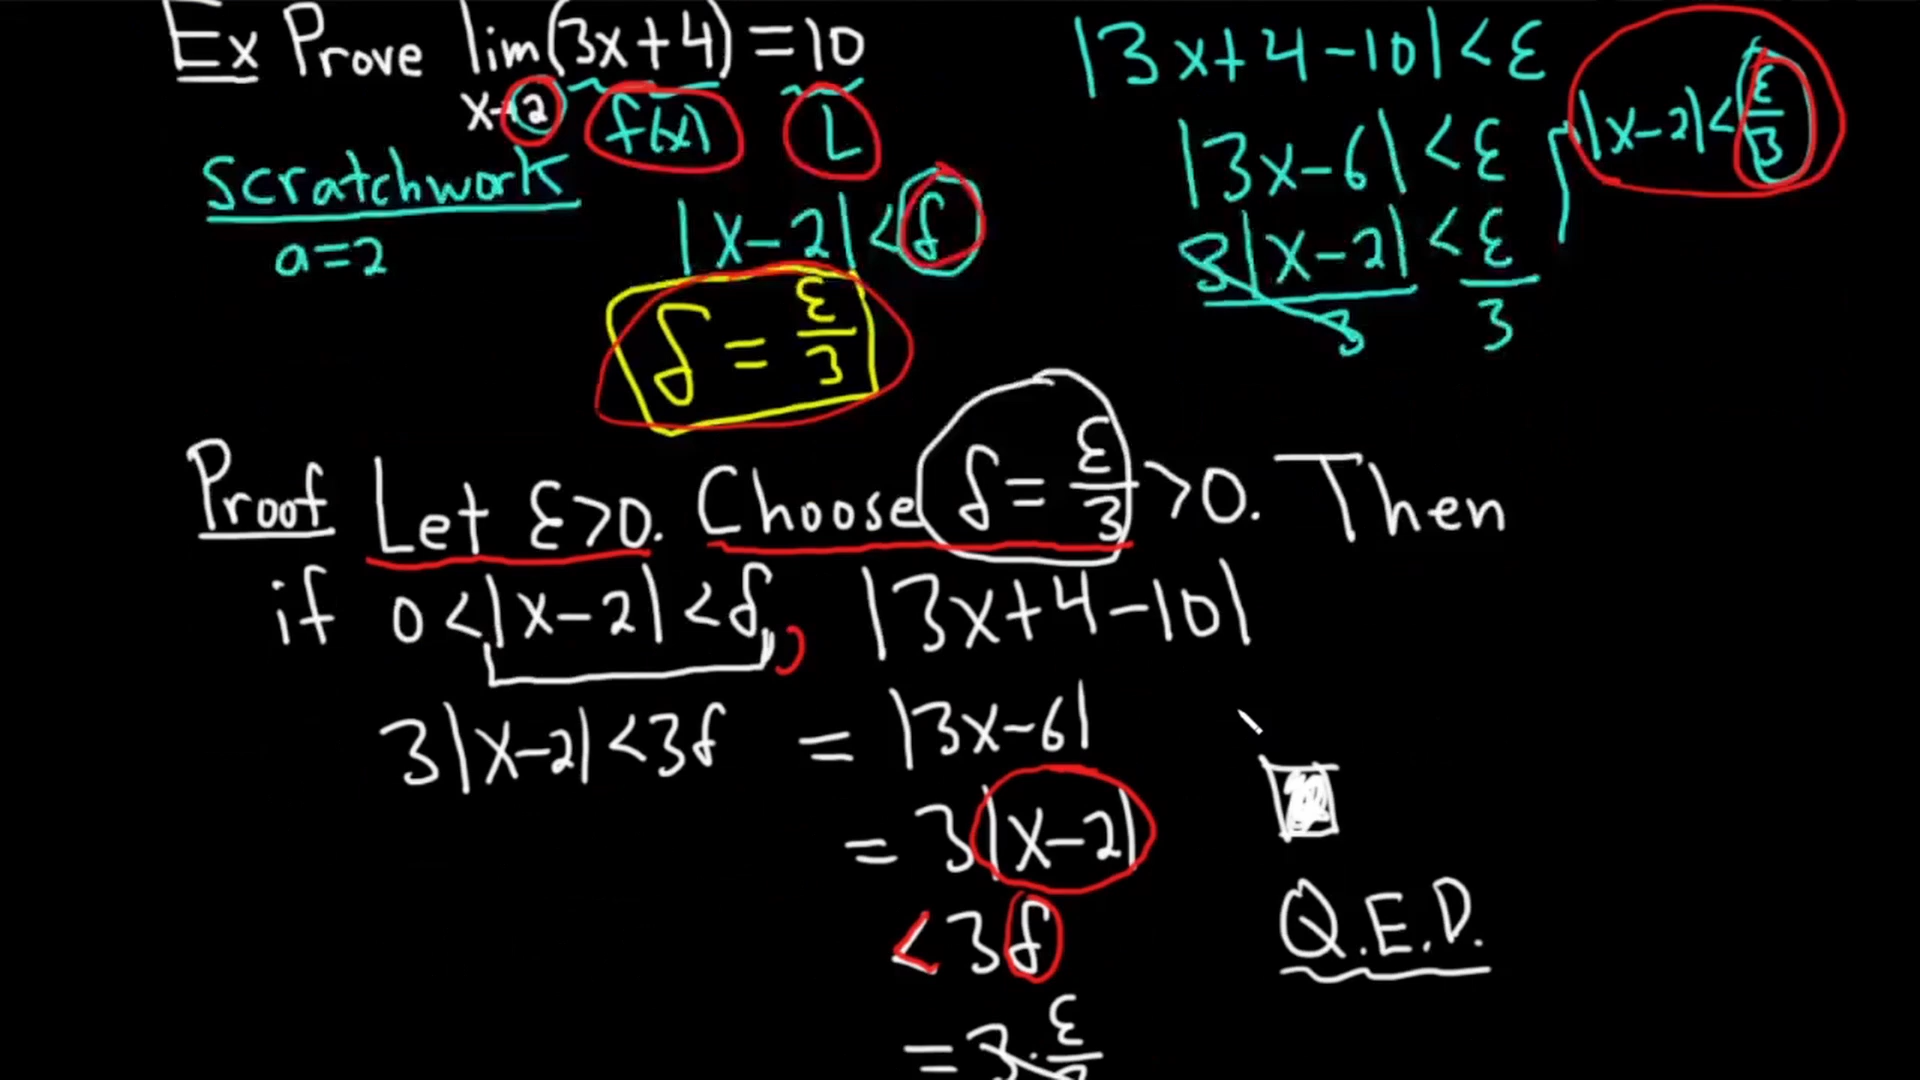 Ex Prove lim(3x+4)=10
x→2
f(x) L
Scratchwork
a=2
|x-2|<δ
δ=ε/3
|3x+4-10|<ε
|3x-6|<ε
3|x-2|<ε
3 3
|x-2|<ε/3
Proof Let ε>0. Choose δ=ε/3>0. Then
if 0<|x-2|<δ, |3x+4-10|
3|x-2|<3δ =|3x-6|
=3|x-2|
<3δ
=3·ε/3
Q.E.D.